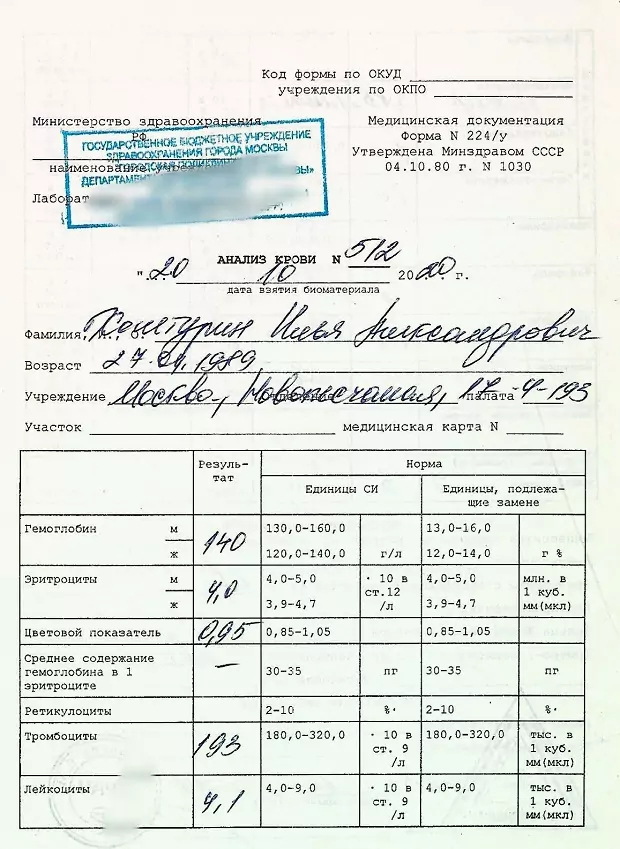 Код формы по ОКУД
учреждения по ОКПО
Министерство здравоохранения
РФ
Медицинская документация
Форма N 224/у
Утверждена Минздравом СССР
04.10.80 г. N 1030
ГОСУДАРСТВЕННОЕ БЮДЖЕТНОЕ УЧРЕЖДЕНИЕ
ЗДРАВООХРАНЕНИЯ ГОРОДА МОСКВЫ
наименование
Лаборат
АНАЛИЗ КРОВИ N 512
"20 10 2020 г.
дата взятия биоматериала
Фамилия, Илья Александрович
Возраст 27.01.1989
Учреждение Москва, Новопесчаная, палата 17-4-193
Участок медицинская карта N
Резуль-
тат
Норма
Единицы СИ
Единицы, подлежа-
щие замене
Гемоглобин м 140 130,0-160,0 13,0-16,0
ж 120,0-140,0 г/л 12,0-14,0 г %
Эритроциты м 4,0 4,0-5,0 · 10 в 4,0-5,0 млн. в
ст.12 1 куб.
ж 3,9-4,7 /л 3,9-4,7 мм(мкл)
Цветовой показатель 0,95 0,85-1,05 0,85-1,05
Среднее содержание
гемоглобина в 1 — 30-35 пг 30-35 пг
эритроците
Ретикулоциты 2-10 %· 2-10 %·
Тромбоциты 193 180,0-320,0 · 10 в 180,0-320,0 тыс. в
ст. 9 1 куб.
/л мм(мкл)
Лейкоциты 4,1 4,0-9,0 · 10 в 4,0-9,0 тыс. в
ст. 9 1 куб.
/л мм(мкл)